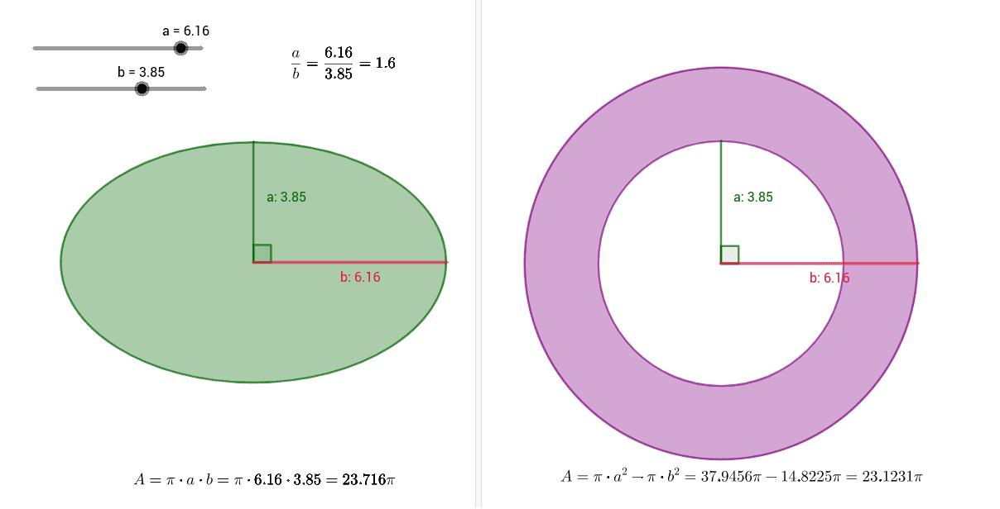 a = 6.16
b = 3.85
a/b = 6.16/3.85 = 1.6
a: 3.85
b: 6.16
A = π · a · b = π · 6.16 · 3.85 = 23.716π
a: 3.85
b: 6.16
A = π · a² − π · b² = 37.9456π − 14.8225π = 23.1231π